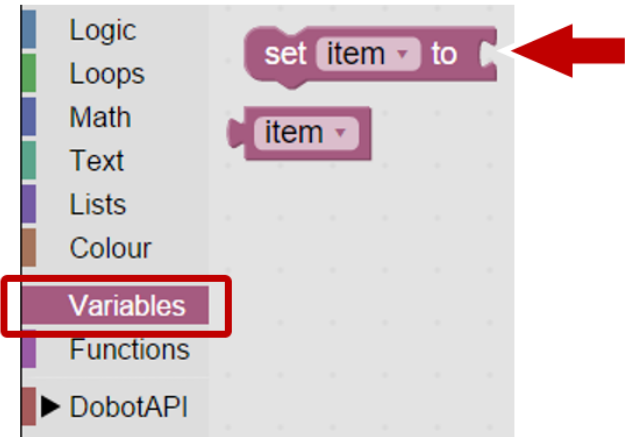 Logic
Loops
Math
Text
Lists
Colour
Variables
Functions
DobotAPI
set item to
item